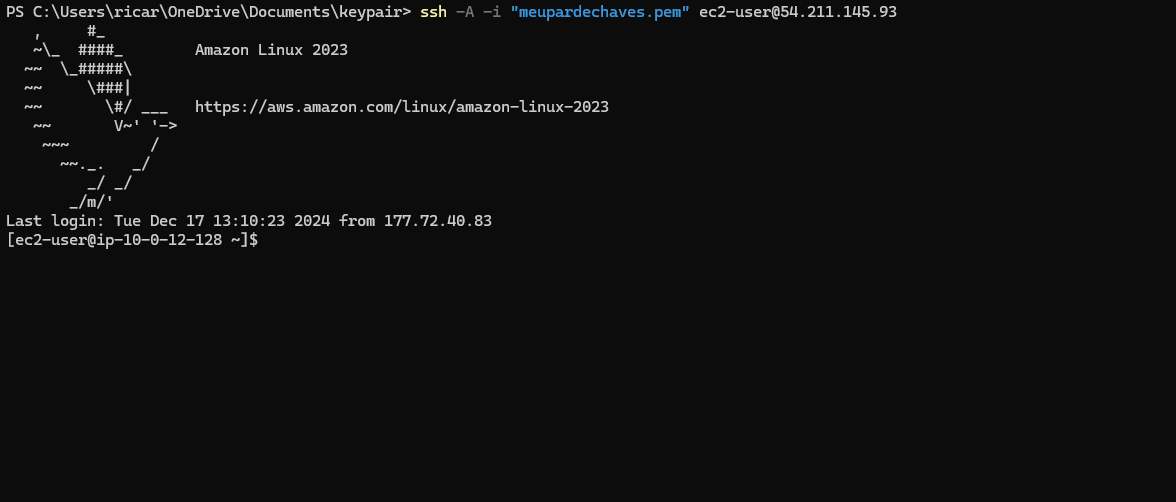 PS C:\Users\ricar\OneDrive\Documents\keypair> ssh -A -i "meupardechaves.pem" ec2-user@54.211.145.93
   ,     #_
   ~\_  ####_        Amazon Linux 2023
  ~~  \_#####\
  ~~     \###|
  ~~       \#/ ___   https://aws.amazon.com/linux/amazon-linux-2023
   ~~       V~' '->
    ~~~         /
      ~~._.   _/
         _/ _/
       _/m/'
Last login: Tue Dec 17 13:10:23 2024 from 177.72.40.83
[ec2-user@ip-10-0-12-128 ~]$